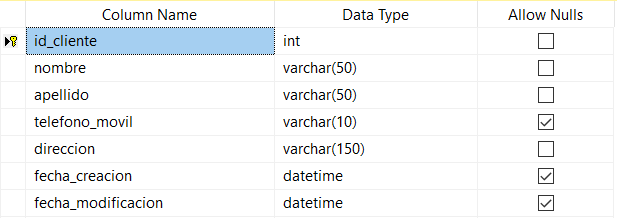 Column Name Data Type Allow Nulls
id_cliente int
nombre varchar(50)
apellido varchar(50)
telefono_movil varchar(10)
direccion varchar(150)
fecha_creacion datetime
fecha_modificacion datetime